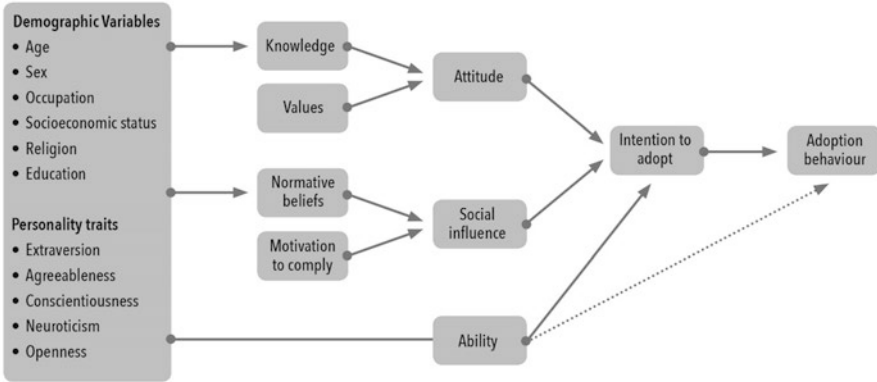 Demographic Variables
• Age
• Sex
• Occupation
• Socioeconomic status
• Religion
• Education
Personality traits
• Extraversion
• Agreeableness
• Conscientiousness
• Neuroticism
• Openness
Knowledge
Values
Normative
beliefs
Motivation
to comply
Attitude
Social
influence
Ability
Intention to
adopt
Adoption
behaviour